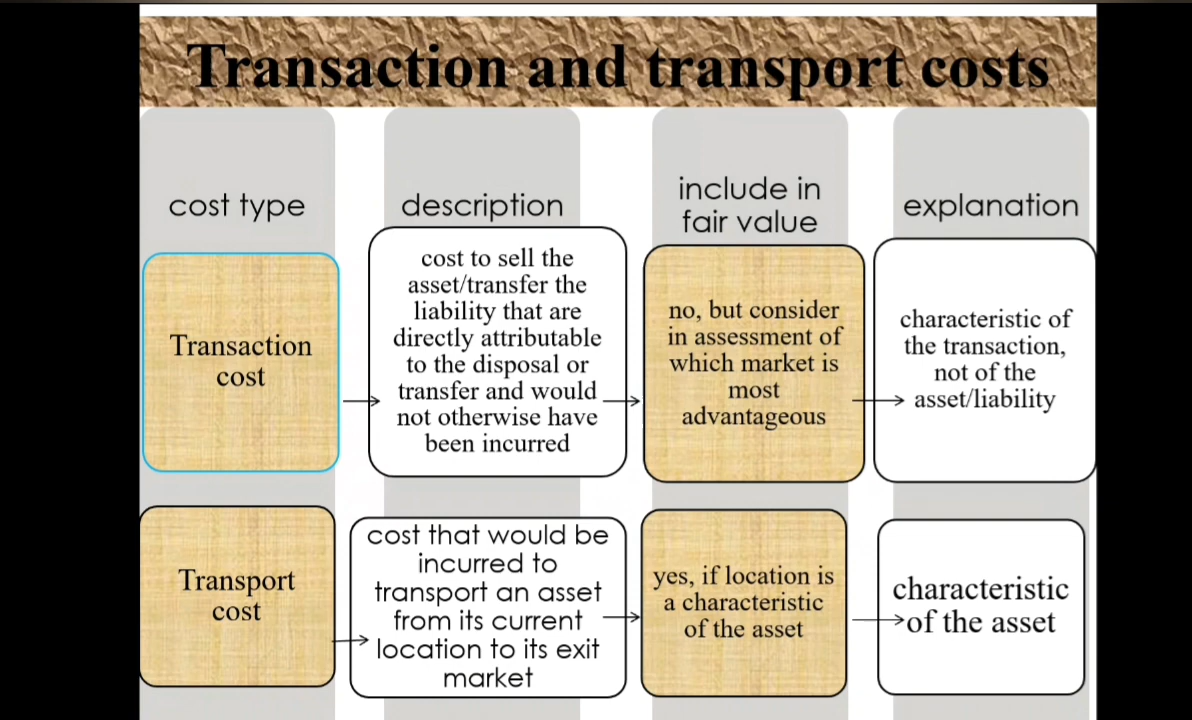 Transaction and transport costs
cost type
description
include in
fair value
explanation
Transaction
cost
cost to sell the
asset/transfer the
liability that are
directly attributable
to the disposal or
transfer and would
not otherwise have
been incurred
no, but consider
in assessment of
which market is
most
advantageous
characteristic of
the transaction,
not of the
asset/liability
Transport
cost
cost that would be
incurred to
transport an asset
from its current
location to its exit
market
yes, if location is
a characteristic
of the asset
characteristic
of the asset